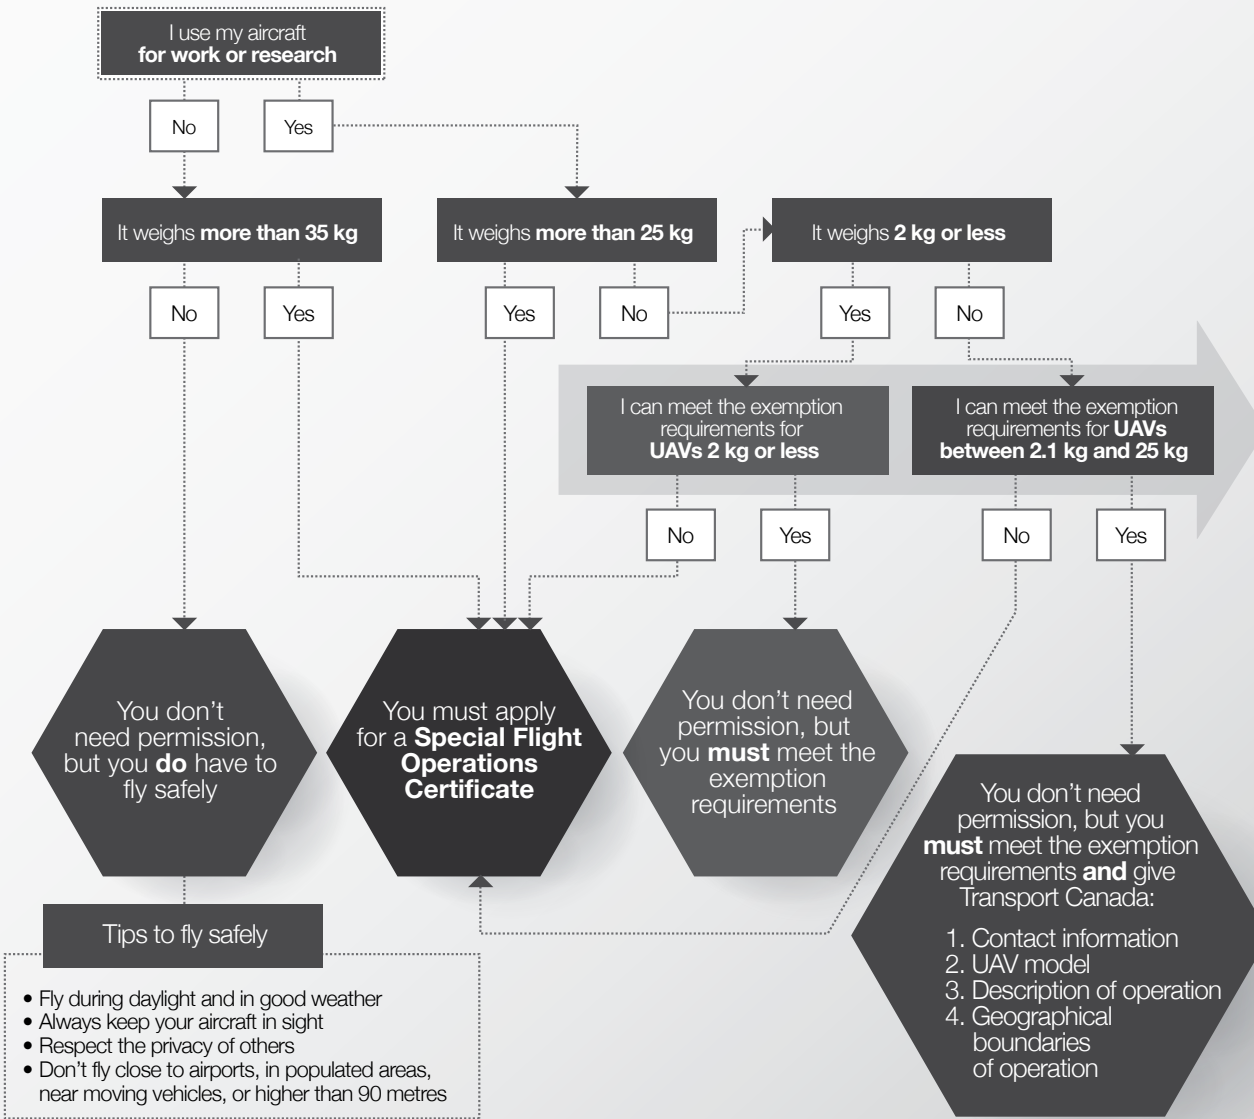 I use my aircraft
for work or research
No
Yes
It weighs more than 35 kg
It weighs more than 25 kg
It weighs 2 kg or less
No
Yes
Yes
No
Yes
No
I can meet the exemption
requirements for
UAVs 2 kg or less
I can meet the exemption
requirements for UAVs
between 2.1 kg and 25 kg
No
Yes
No
Yes
You don’t
need permission,
but you do have to
fly safely
You must apply
for a Special Flight
Operations
Certificate
You don’t need
permission, but
you must meet the
exemption
requirements
You don’t need
permission, but you
must meet the exemption
requirements and give
Transport Canada:
1. Contact information
2. UAV model
3. Description of operation
4. Geographical
boundaries
of operation
Tips to fly safely
• Fly during daylight and in good weather
• Always keep your aircraft in sight
• Respect the privacy of others
• Don’t fly close to airports, in populated areas,
near moving vehicles, or higher than 90 metres